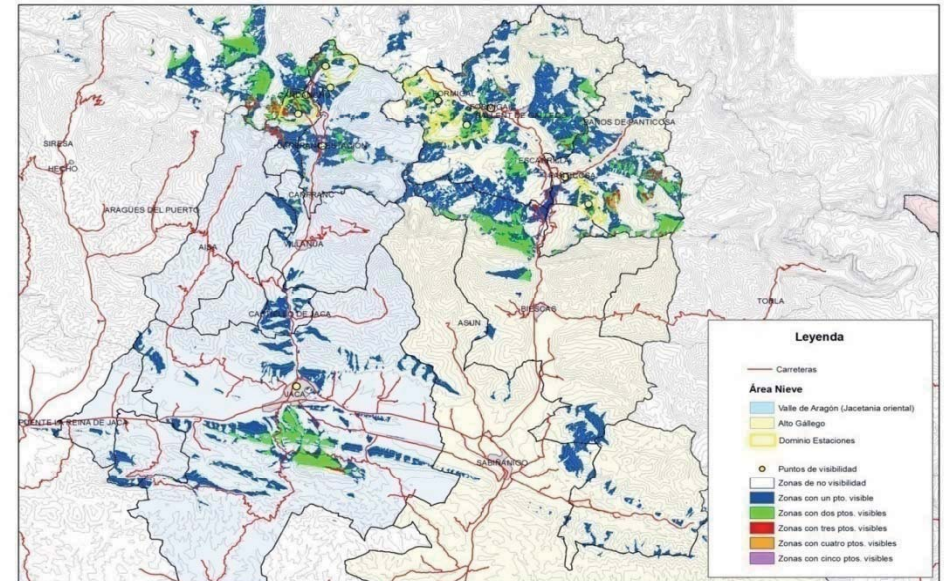 FORMIGAL
BAÑOS DE PANTICOSA
SIRESA
ESCARRILLA
HECHO
PANTICOSA
CANFRANC
ARAGÜES DEL PUERTO
AISA
VILLANUA
TORLA
CASTIELLO DE JACA
BIESCAS
ASUN
JACA
PUENTE LA REINA DE JACA
SABIÑANIGO
Leyenda
Carreteras
Área Nieve
Valle de Aragón (Jacetania oriental)
Alto Gállego
Dominio Estaciones
Puntos de visibilidad
Zonas de no visibilidad
Zonas con un pto. visible
Zonas con dos ptos. visibles
Zonas con tres ptos. visibles
Zonas con cuatro ptos. visibles
Zonas con cinco ptos. visibles